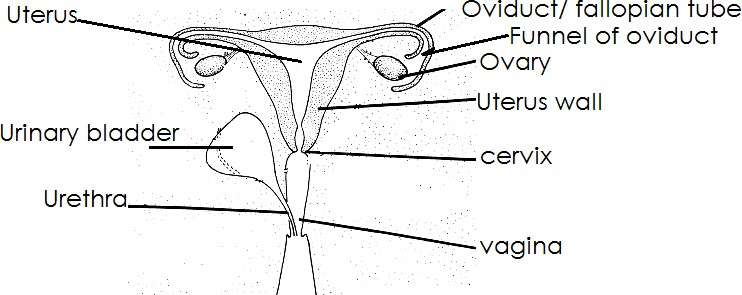 Uterus
Oviduct/ fallopian tube
Funnel of oviduct
Ovary
Uterus wall
Urinary bladder
cervix
Urethra
vagina